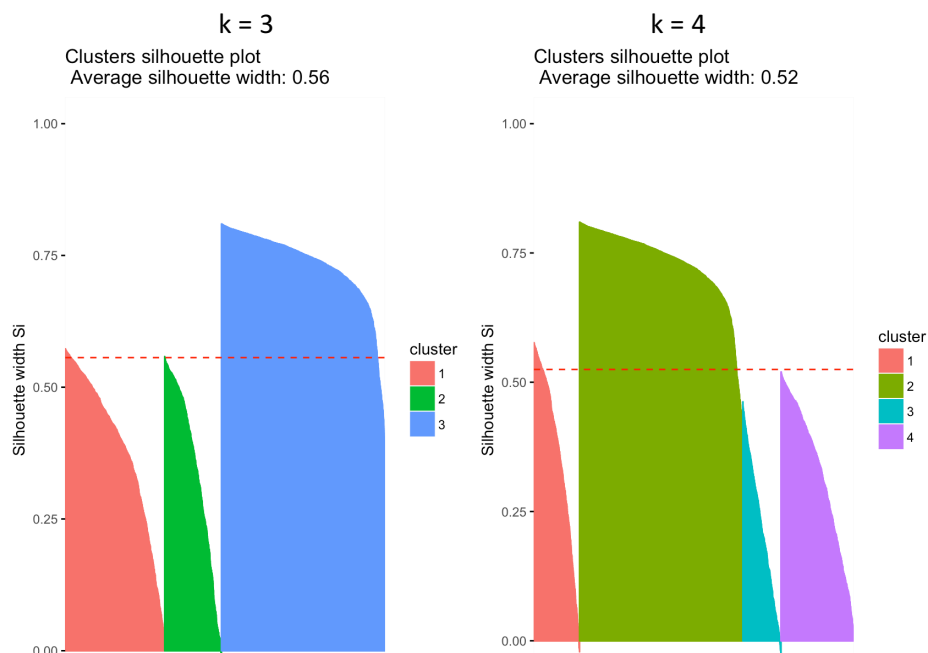 k = 3
Clusters silhouette plot
Average silhouette width: 0.56
1.00
0.75
0.50
0.25
0.00
Silhouette width Si
cluster
1
2
3
k = 4
Clusters silhouette plot
Average silhouette width: 0.52
1.00
0.75
0.50
0.25
0.00
Silhouette width Si
cluster
1
2
3
4